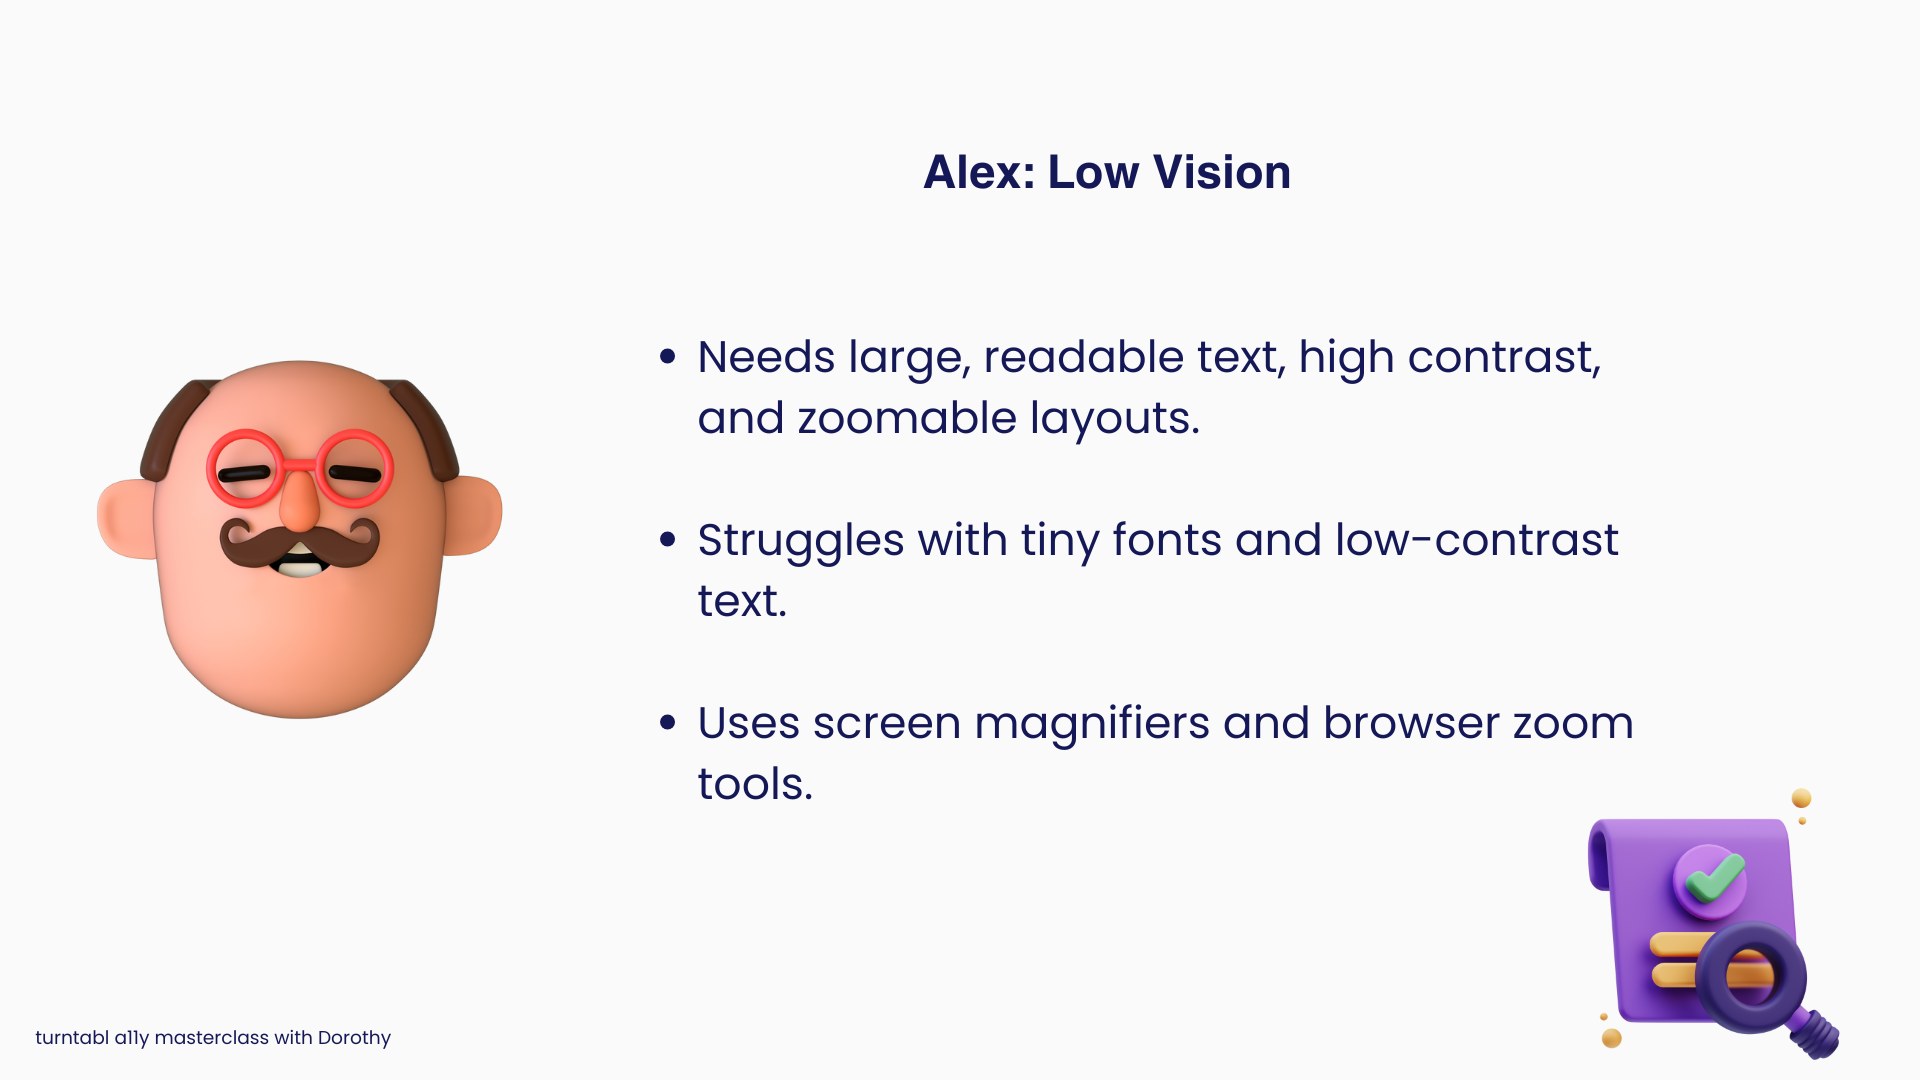 Alex: Low Vision
• Needs large, readable text, high contrast,
and zoomable layouts.
• Struggles with tiny fonts and low-contrast
text.
• Uses screen magnifiers and browser zoom
tools.
turntabl a11y masterclass with Dorothy